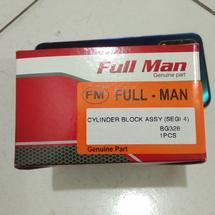 Full Man
Genuine part
FM FULL - MAN
CYLINDER BLOCK ASSY (SEGI 4)
BG328
1PCS
Genuine Part